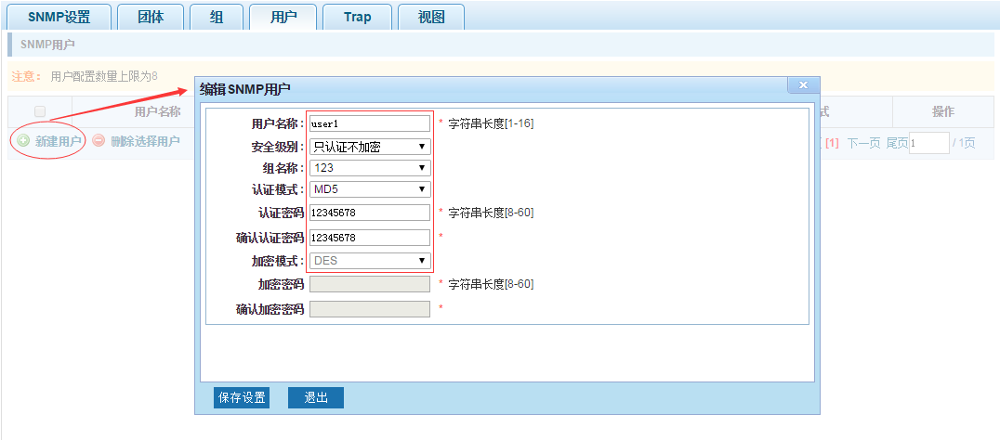 SNMP设置 团体 组 用户 Trap 视图
SNMP用户
注意： 用户配置数量上限为8
编辑SNMP用户
用户名称 式 操作
新建用户 删除选择用户 [1] 下一页 尾页 1 / 1页
用户名称： user1 * 字符串长度[1-16]
安全级别： 只认证不加密
组名称： 123
认证模式： MD5
认证密码 12345678 * 字符串长度[8-60]
确认认证密码 12345678 *
加密模式： DES
加密密码 * 字符串长度[8-60]
确认加密密码 *
保存设置 退出